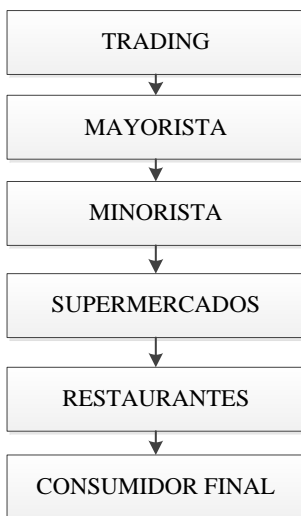 TRADING
MAYORISTA
MINORISTA
SUPERMERCADOS
RESTAURANTES
CONSUMIDOR FINAL